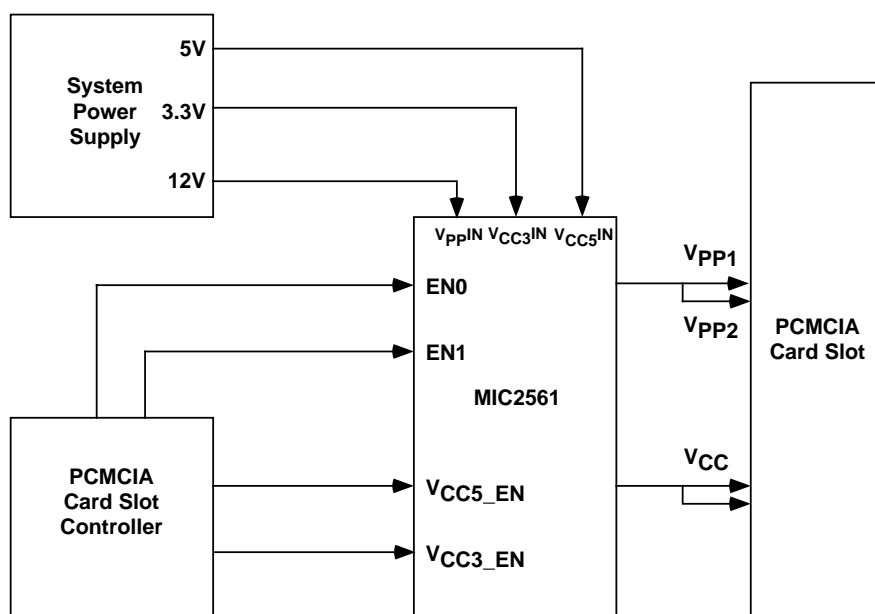 5V
System
Power
Supply
3.3V
12V
VPPIN VCC3IN VCC5IN
EN0
EN1
MIC2561
VCC5_EN
VCC3_EN
PCMCIA
Card Slot
Controller
VPP1
VPP2
PCMCIA
Card Slot
VCC